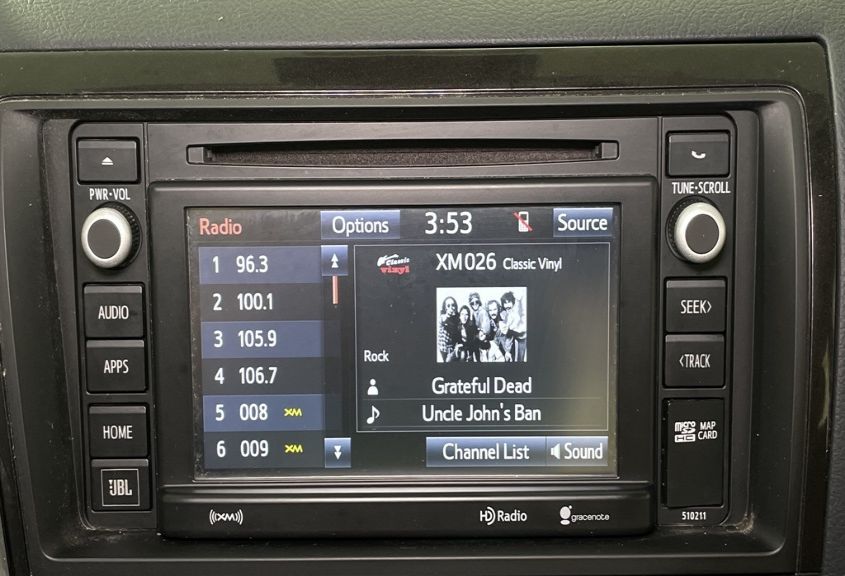 PWR•VOL
TUNE•SCROLL
Radio
Options
3:53
Source
1 96.3
2 100.1
3 105.9
4 106.7
5 008 XM
6 009 XM
Classic vinyl
XM026 Classic Vinyl
Rock
Grateful Dead
Uncle John's Ban
Channel List
Sound
AUDIO
APPS
HOME
JBL
SEEK>
<TRACK
micro SD HC MAP CARD
510211
((XM))
HD Radio
gracenote